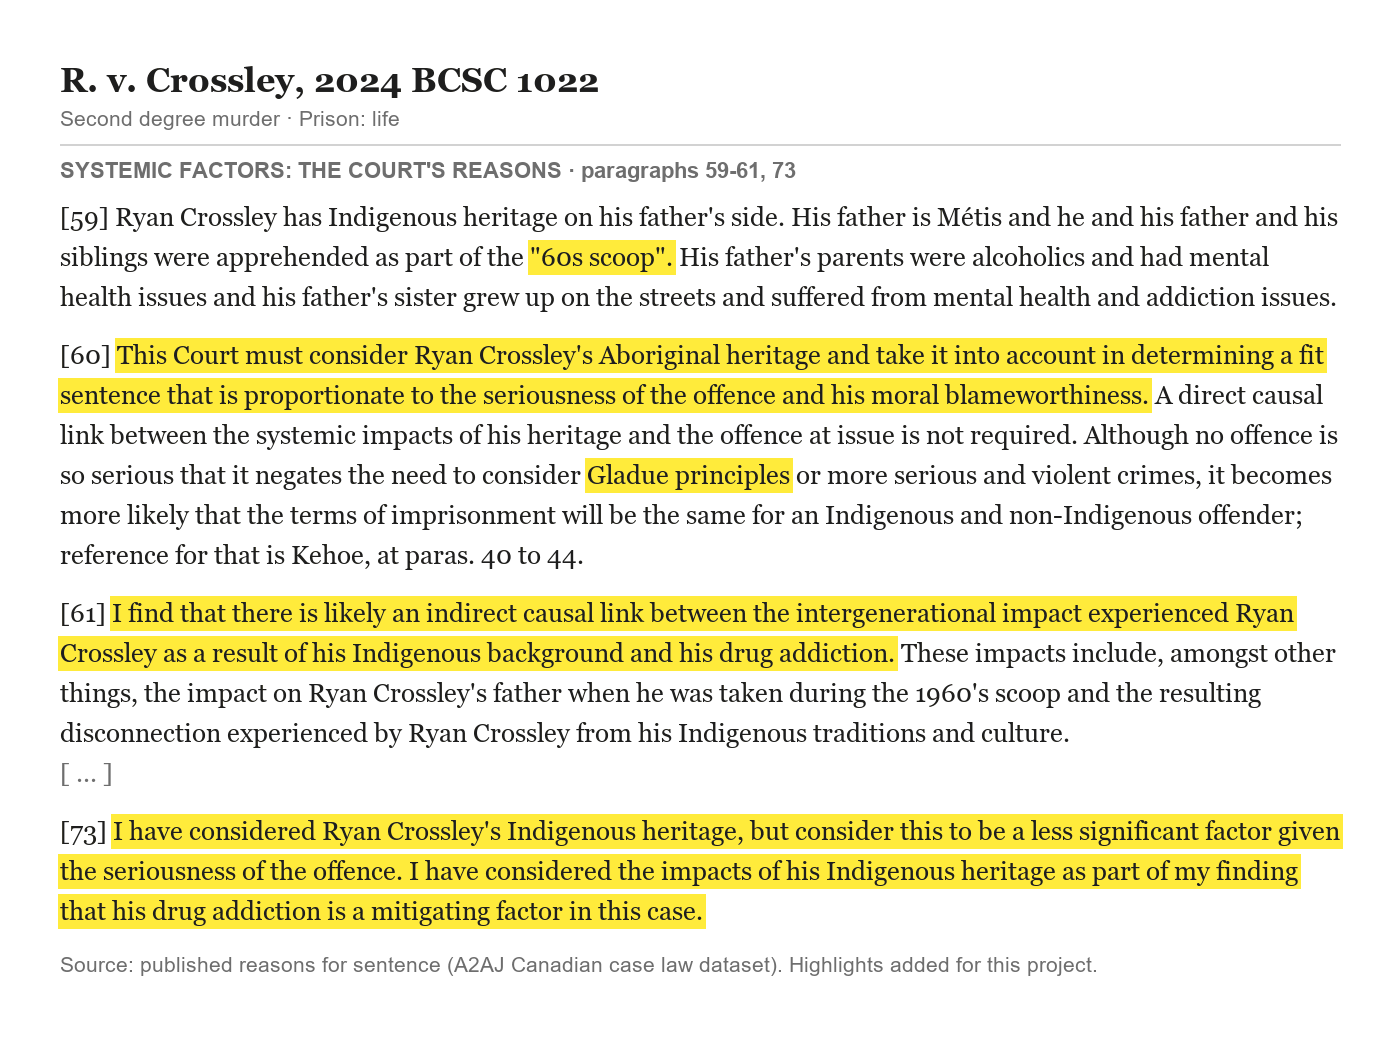 R. v. Crossley, 2024 BCSC 1022
Second degree murder · Prison: life
SYSTEMIC FACTORS: THE COURT'S REASONS · paragraphs 59-61, 73
[59] Ryan Crossley has Indigenous heritage on his father's side. His father is Métis and he and his father and his
siblings were apprehended as part of the "60s scoop". His father's parents were alcoholics and had mental
health issues and his father's sister grew up on the streets and suffered from mental health and addiction issues.
[60] This Court must consider Ryan Crossley's Aboriginal heritage and take it into account in determining a fit
sentence that is proportionate to the seriousness of the offence and his moral blameworthiness. A direct causal
link between the systemic impacts of his heritage and the offence at issue is not required. Although no offence is
so serious that it negates the need to consider Gladue principles or more serious and violent crimes, it becomes
more likely that the terms of imprisonment will be the same for an Indigenous and non-Indigenous offender;
reference for that is Kehoe, at paras. 40 to 44.
[61] I find that there is likely an indirect causal link between the intergenerational impact experienced Ryan
Crossley as a result of his Indigenous background and his drug addiction. These impacts include, amongst other
things, the impact on Ryan Crossley's father when he was taken during the 1960's scoop and the resulting
disconnection experienced by Ryan Crossley from his Indigenous traditions and culture.
[ ... ]
[73] I have considered Ryan Crossley's Indigenous heritage, but consider this to be a less significant factor given
the seriousness of the offence. I have considered the impacts of his Indigenous heritage as part of my finding
that his drug addiction is a mitigating factor in this case.
Source: published reasons for sentence (A2AJ Canadian case law dataset). Highlights added for this project.